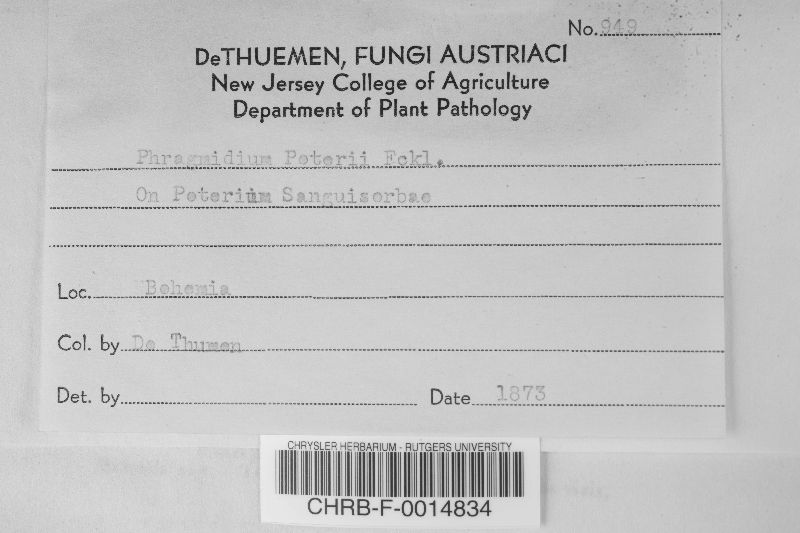 No. 949
DeTHUEMEN, FUNGI AUSTRIACI
New Jersey College of Agriculture
Department of Plant Pathology
Phragmidium Poterii Fckl.
On Poterium Sanguisorbae
Loc. Bohemia
Col. by De Thumen
Det. by
Date 1873
CHRYSLER HERBARIUM - RUTGERS UNIVERSITY
CHRB-F-0014834